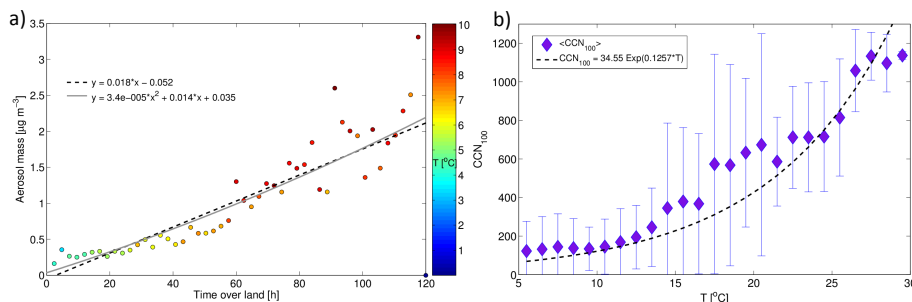 a)
3.5
3
2.5
2
1.5
1
0.5
0
Aerosol mass [µg m−3]
y = 0.018*x − 0.052
y = 3.4e−005*x2 + 0.014*x + 0.035
0 20 40 60 80 100 120
Time over land [h]
10
9
8
7
6
5
4
3
2
1
0
T [°C]
b)
1200
1000
800
600
400
200
0
CCN100
<CCN100>
CCN100 = 34.55 Exp(0.1257*T)
5 10 15 20 25 30
T [°C]